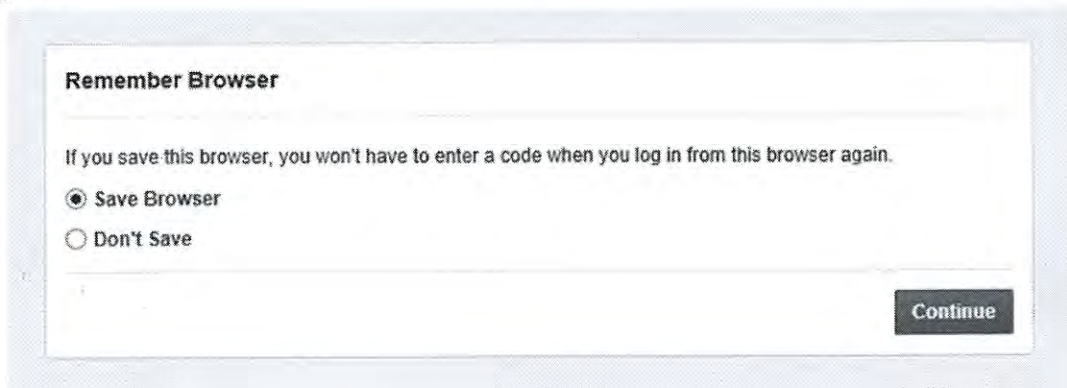 Remember Browser
If you save this browser, you won't have to enter a code when you log in from this browser again.
Save Browser
Don't Save
Continue